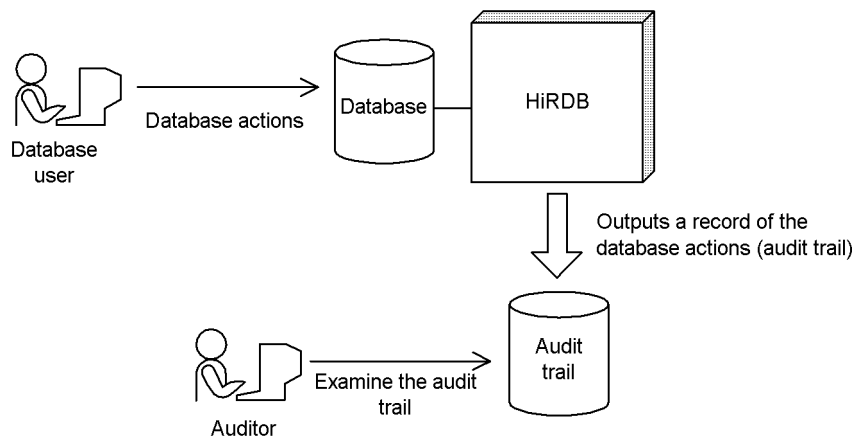 Database
user
Database actions
Database
HiRDB
Outputs a record of the
database actions (audit trail)
Auditor
Examine the audit
trail
Audit
trail